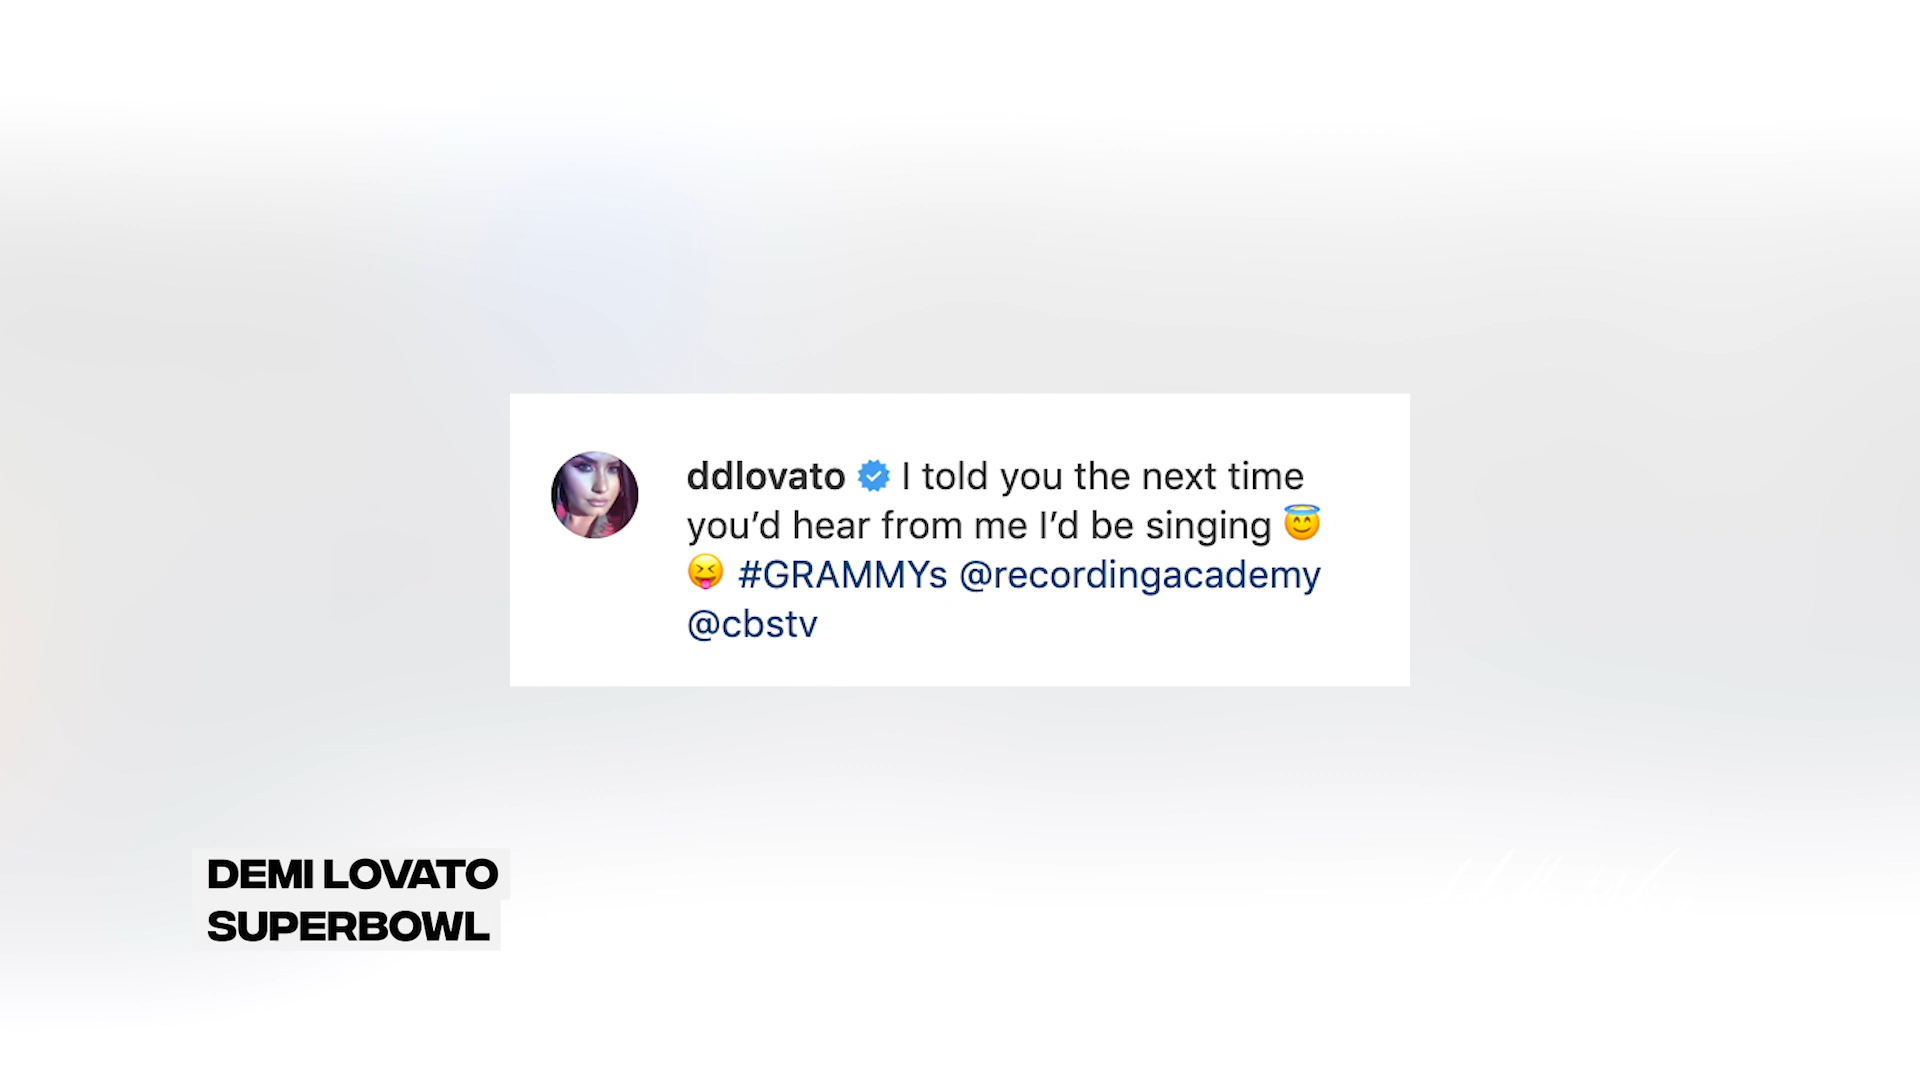 ddlovato I told you the next time
you’d hear from me I’d be singing 😇
😝 #GRAMMYs @recordingacademy
@cbstv
DEMI LOVATO
SUPERBOWL